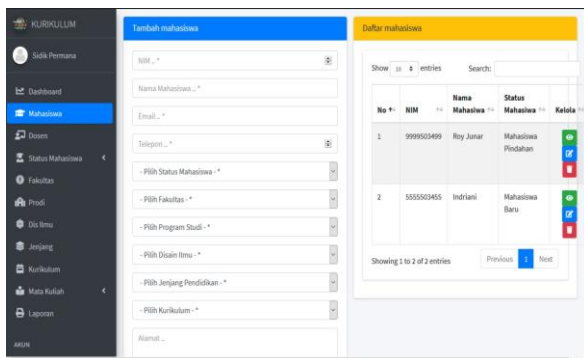 KURIKULUM
Sidik Permana
Dashboard
Mahasiswa
Dosen
Status Mahasiswa
Fakultas
Prodi
Dis Ilmu
Jenjang
Kurikulum
Mata Kuliah
Laporan
AKUN
Tambah mahasiswa
NIM .. *
Nama Mahasiswa .. *
Email .. *
Telepon .. *
- Pilih Status Mahasiswa - *
- Pilih Fakultas - *
- Pilih Program Studi - *
- Pilih Disain Ilmu - *
- Pilih Jenjang Pendidikan - *
- Pilih Kurikulum - *
Alamat ..
Daftar mahasiswa
Show 10 entries Search:
No NIM Nama Mahasiwa Status Mahasiwa Kelola
1 9999503499 Roy Junar Mahasiswa Pindahan
2 5555503455 Indriani Mahasiswa Baru
Showing 1 to 2 of 2 entries
Previous 1 Next